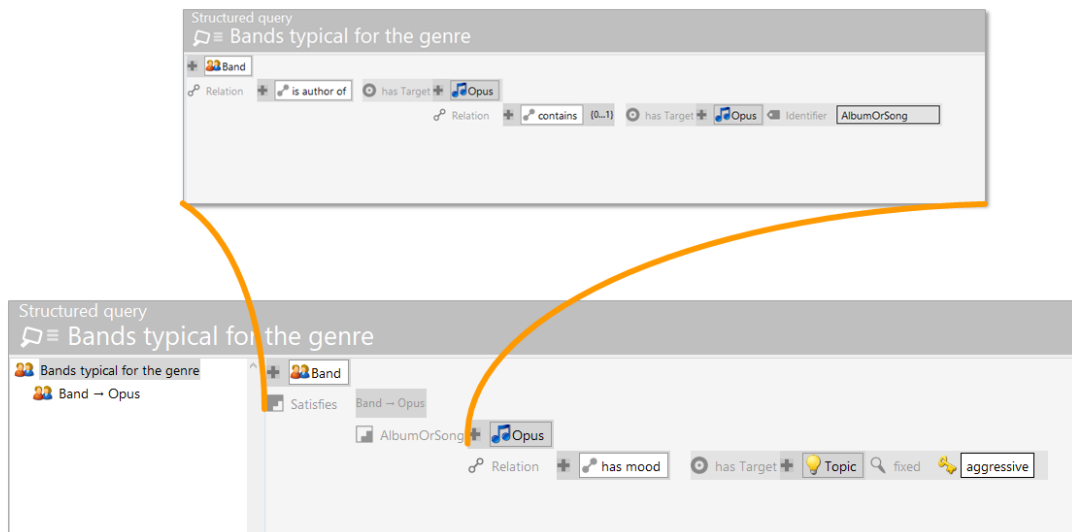 Structured query
Bands typical for the genre
Band
Relation is author of has Target Opus
Relation contains {0...1} has Target Opus Identifier AlbumOrSong
Structured query
Bands typical for the genre
Bands typical for the genre Band
Band → Opus Satisfies Band → Opus
AlbumOrSong Opus
Relation has mood has Target Topic fixed aggressive